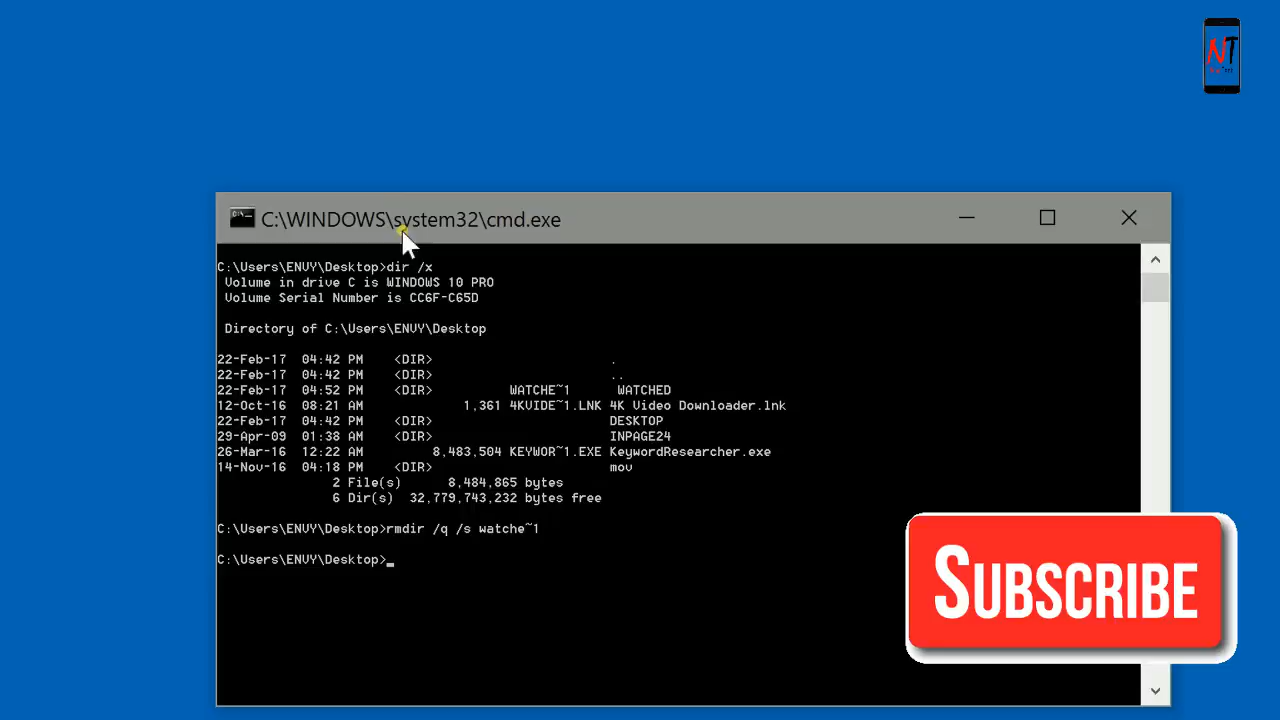 NT
C:\WINDOWS\system32\cmd.exe
C:\Users\ENVY\Desktop>dir /x
Volume in drive C is WINDOWS 10 PRO
Volume Serial Number is CC6F-C65D
Directory of C:\Users\ENVY\Desktop
22-Feb-17 04:42 PM <DIR> .
22-Feb-17 04:42 PM <DIR> ..
22-Feb-17 04:52 PM <DIR> WATCHE~1 WATCHED
12-Oct-16 08:21 AM 1,361 4KVIDE~1.LNK 4K Video Downloader.lnk
22-Feb-17 04:42 PM <DIR> DESKTOP
29-Apr-09 01:38 AM <DIR> INPAGE24
26-Mar-16 12:22 AM 8,483,504 KEYWOR~1.EXE KeywordResearcher.exe
14-Nov-16 04:18 PM <DIR> mov
2 File(s) 8,484,865 bytes
6 Dir(s) 32,779,743,232 bytes free
C:\Users\ENVY\Desktop>rmdir /q /s watche~1
C:\Users\ENVY\Desktop>_
SUBSCRIBE